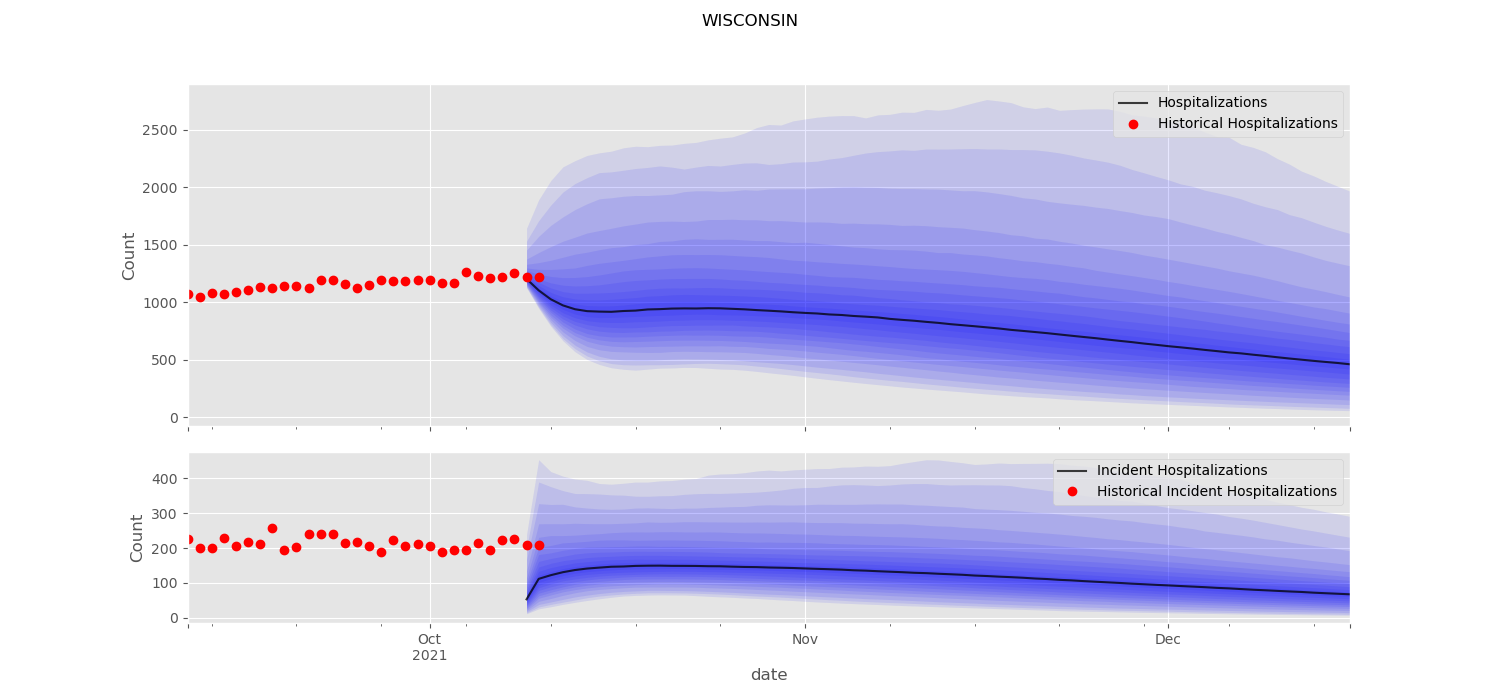 WISCONSIN
Hospitalizations
Historical Hospitalizations
Count
2500
2000
1500
1000
500
0
Incident Hospitalizations
Historical Incident Hospitalizations
Count
400
300
200
100
0
Oct
2021
Nov
Dec
date